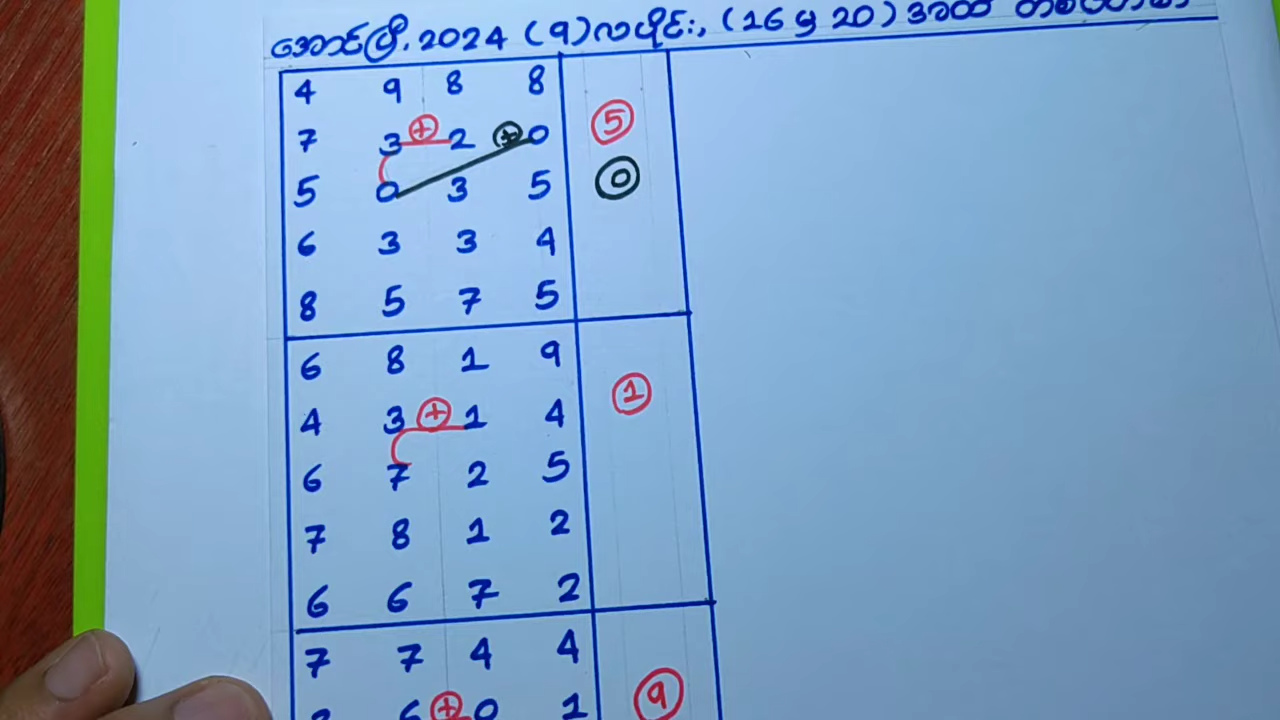 အောင်ပြီ. 2024 (9) လပိုင်း, (16 မှ 20) အထိ
4 9 8 8
7 3 + 2 + 0 5
5 0 3 5 0
6 3 3 4
8 5 7 5
6 8 1 9
4 3 + 1 4 1
6 7 2 5
7 8 1 2
6 6 7 2
7 7 4 4
6 + 0 1 9